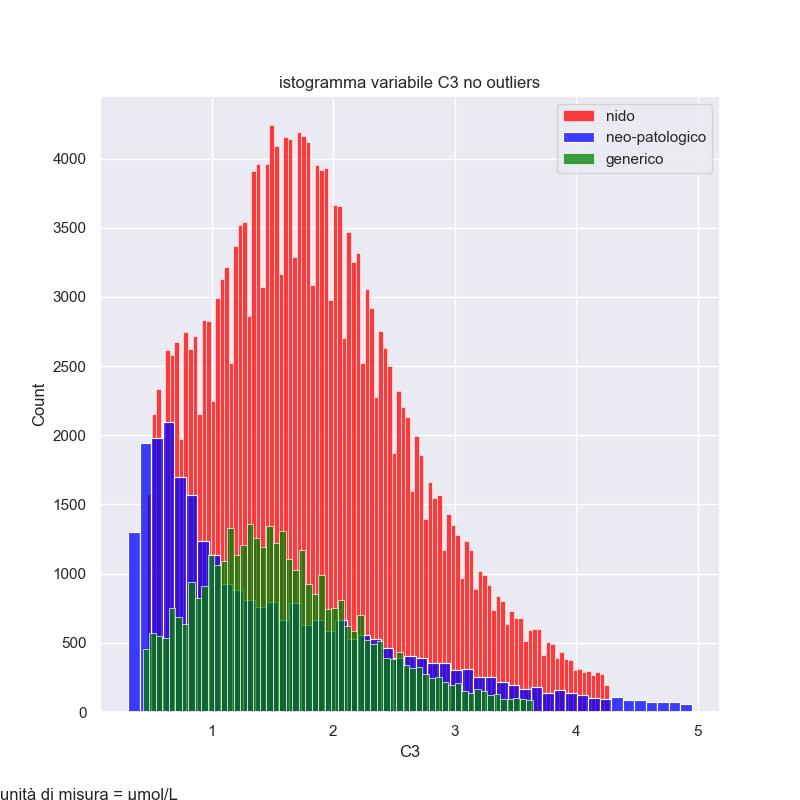 istogramma variabile C3 no outliers
nido
neo-patologico
generico
Count
4000
3500
3000
2500
2000
1500
1000
500
0
1 2 3 4 5
C3
unità di misura = μmol/L